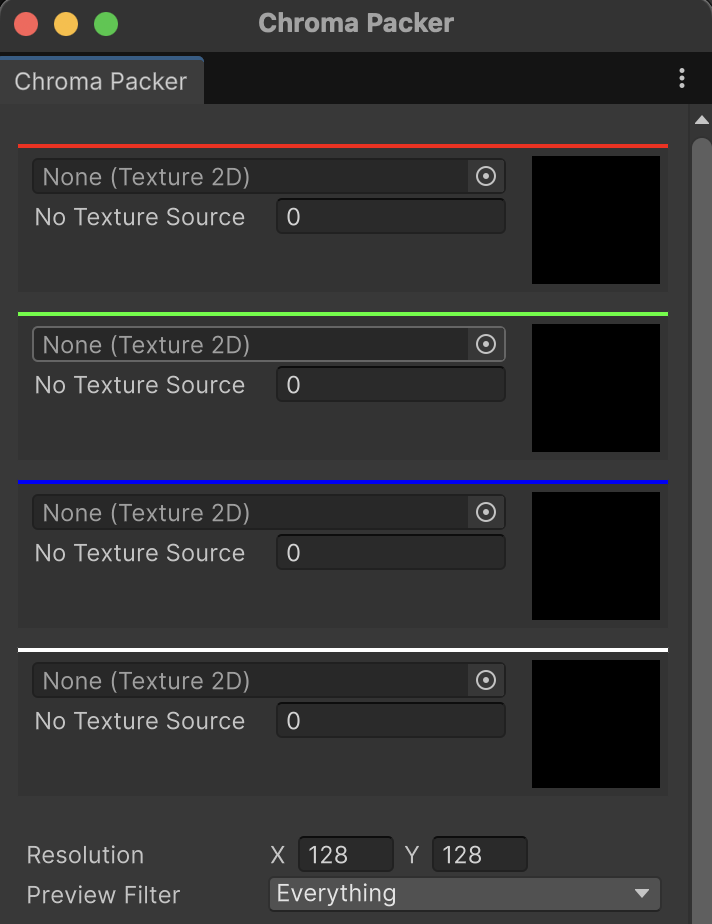 Chroma Packer
Chroma Packer
None (Texture 2D)
No Texture Source 0
None (Texture 2D)
No Texture Source 0
None (Texture 2D)
No Texture Source 0
None (Texture 2D)
No Texture Source 0
Resolution X 128 Y 128
Preview Filter Everything